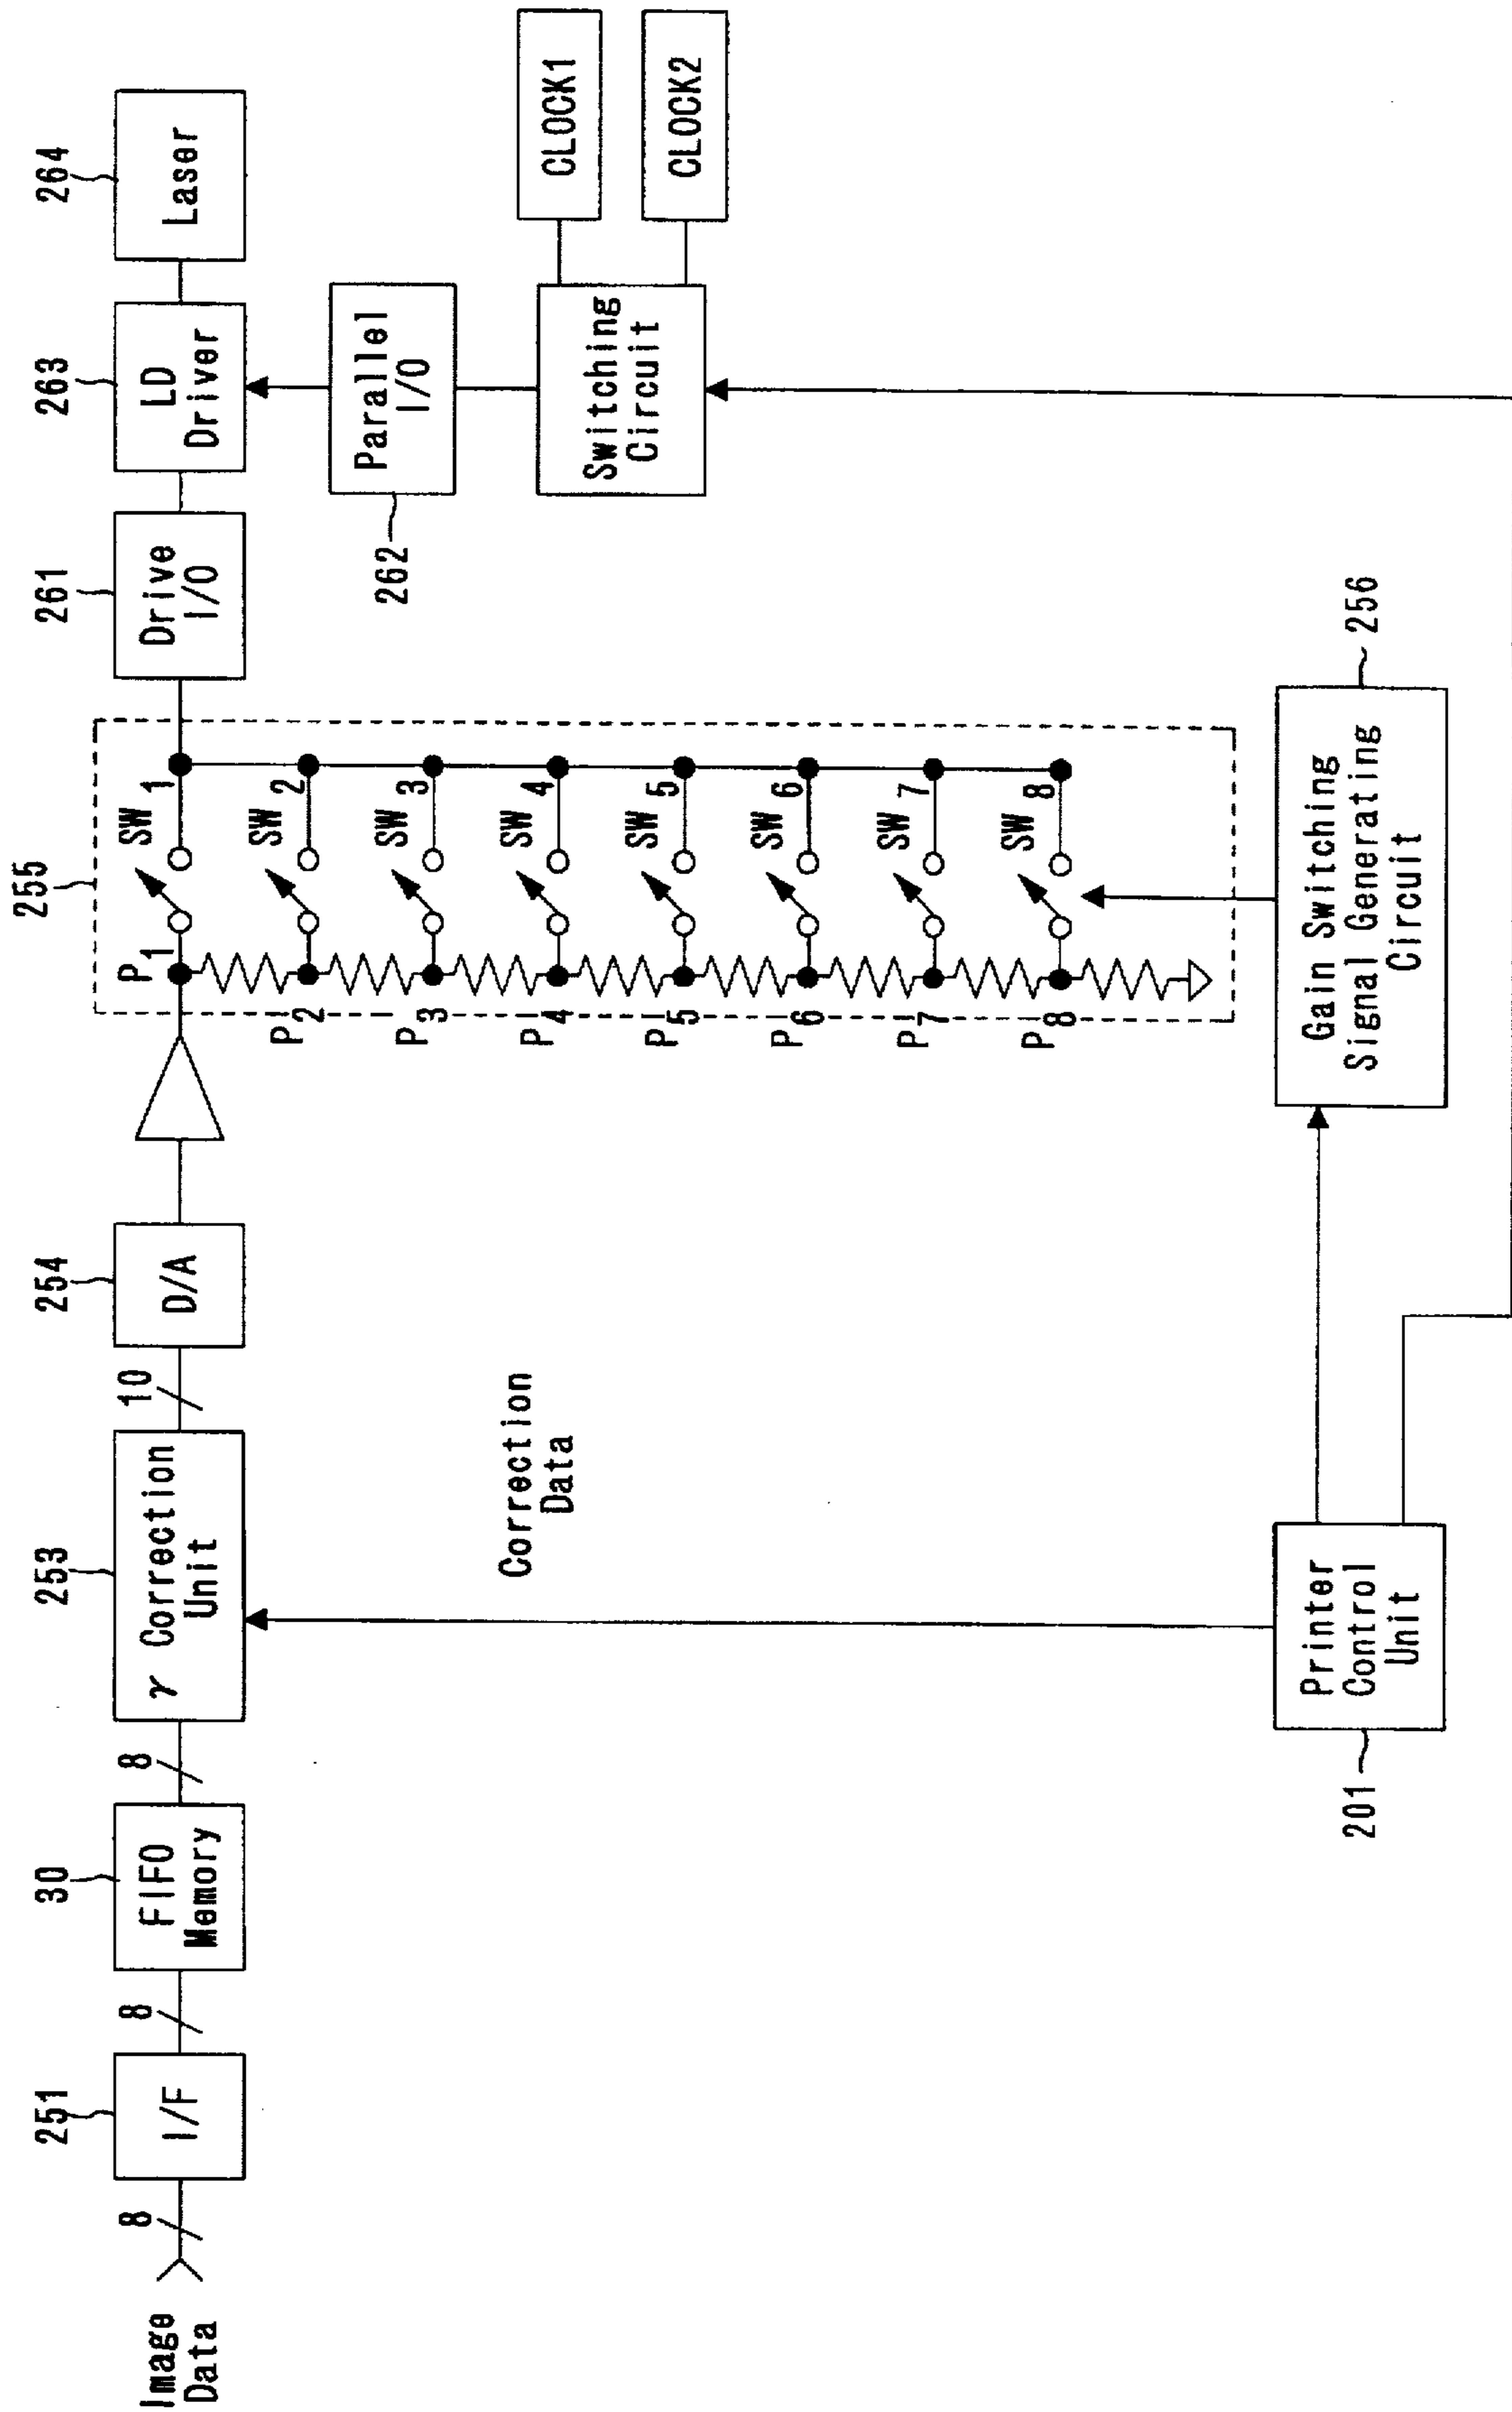 Image
Data
8
251
I/F
8
30
FIFO
Memory
8
253
γ Correction
Unit
10
254
D/A
255
P1
SW1
P2
SW2
P3
SW3
P4
SW4
P5
SW5
P6
SW6
P7
SW7
P8
SW8
261
Drive
I/O
263
LD
Driver
264
Laser
262
Parallel
I/O
Switching
Circuit
CLOCK1
CLOCK2
Correction
Data
201
Printer
Control
Unit
256
Gain Switching
Signal Generating
Circuit